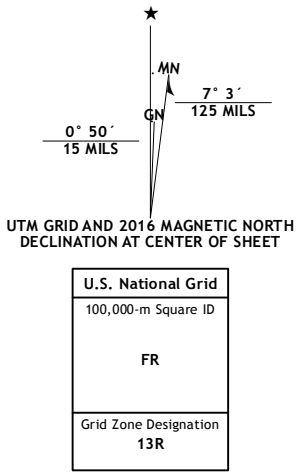 MN
7° 3´
125 MILS
GN
0° 50´
15 MILS
UTM GRID AND 2016 MAGNETIC NORTH
DECLINATION AT CENTER OF SHEET
U.S. National Grid
100,000-m Square ID
FR
Grid Zone Designation
13R